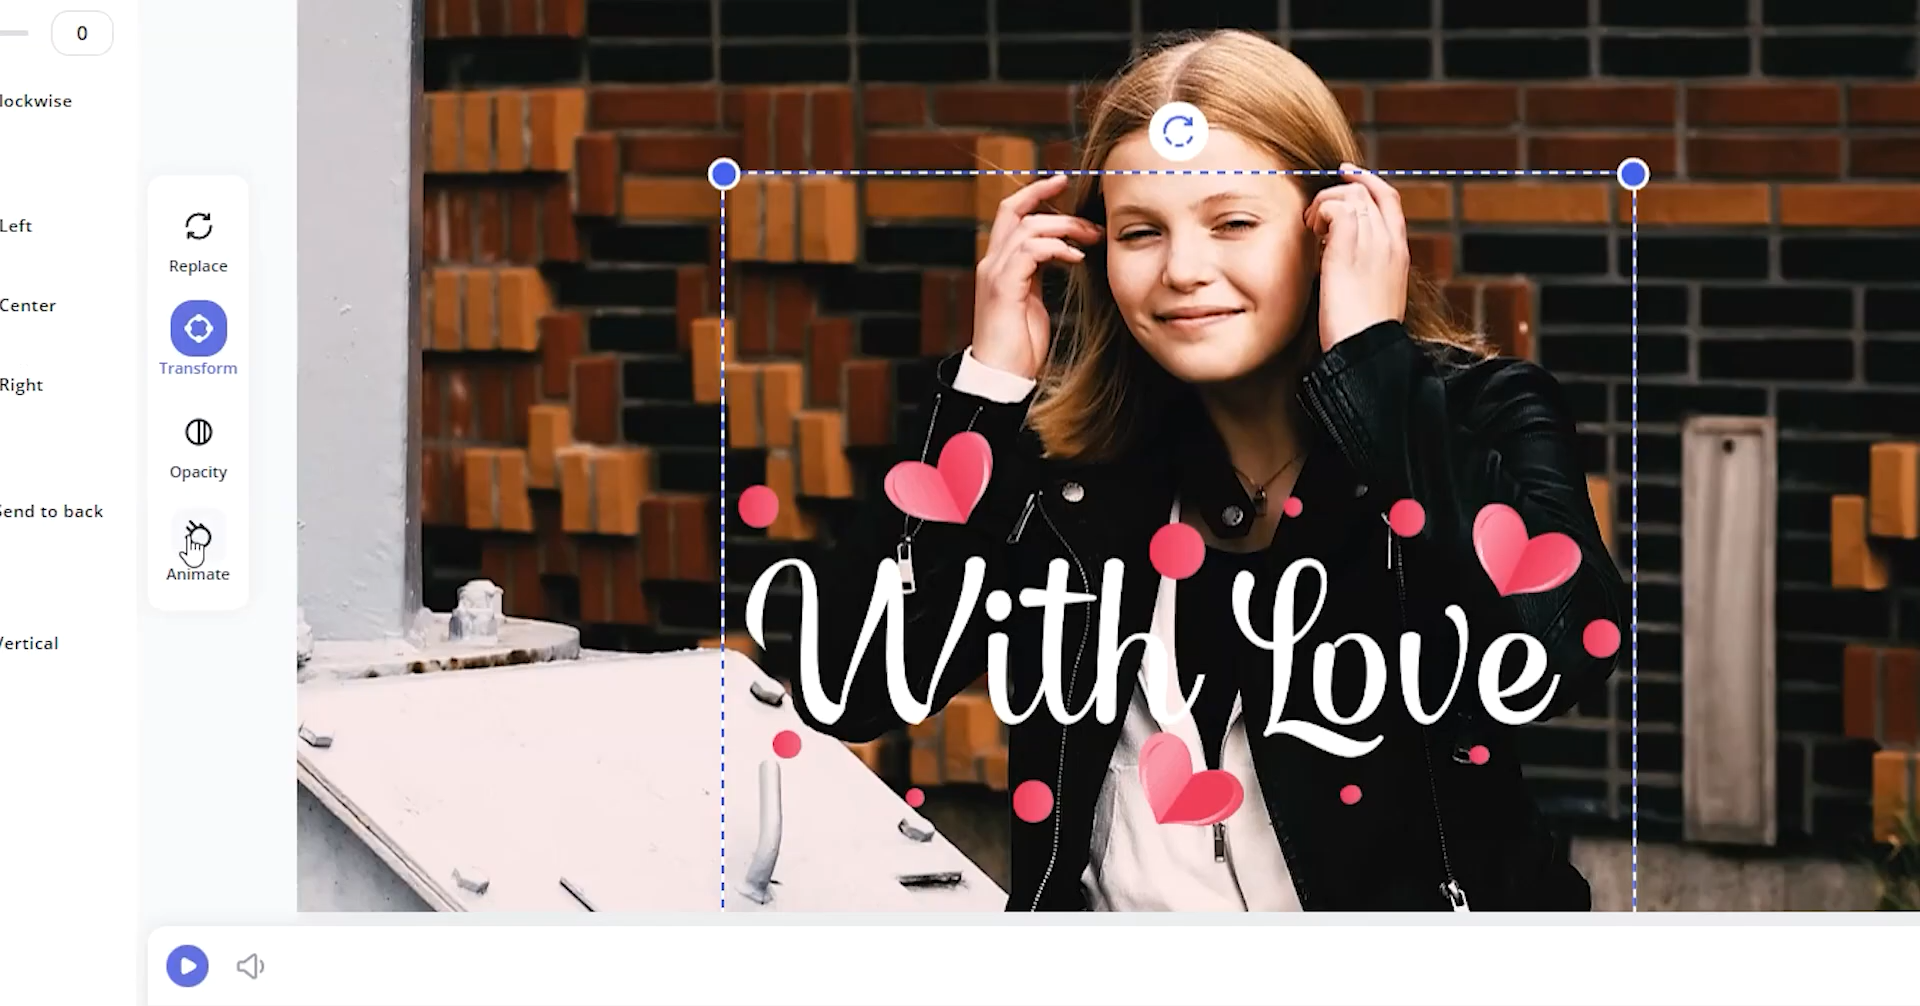 0
lockwise
Left
Center
Right
Send to back
Vertical
Replace
Transform
Opacity
Animate
With Love